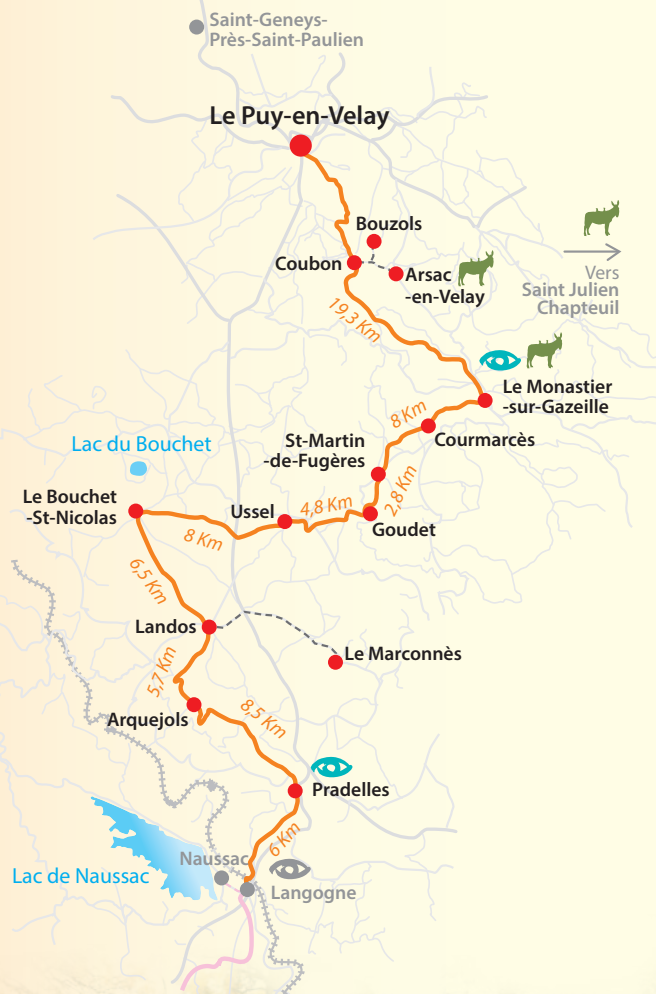 Saint-Geneys-
Près-Saint-Paulien
Le Puy-en-Velay
Bouzols
Coubon
Arsac
-en-Velay
Vers
Saint Julien
Chapteuil
19,3 Km
Le Monastier
-sur-Gazeille
8 Km
Courmarcès
St-Martin
-de-Fugères
2,8 Km
Lac du Bouchet
Le Bouchet
-St-Nicolas
Ussel
4,8 Km
Goudet
8 Km
6,5 Km
Landos
Le Marconnès
5,7 Km
Arquejols
8,5 Km
Pradelles
6 Km
Naussac
Lac de Naussac
Langogne